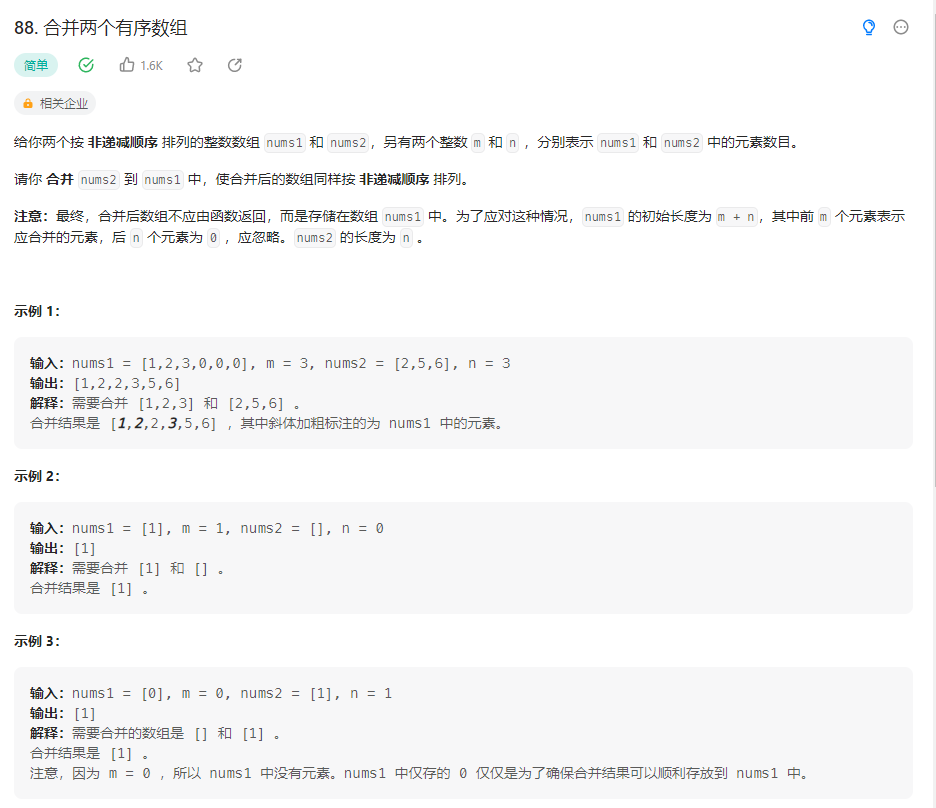 88. 合并两个有序数组
简单 1.6K
相关企业
给你两个按 非递减顺序 排列的整数数组 nums1 和 nums2，另有两个整数 m 和 n ，分别表示 nums1 和 nums2 中的元素数目。
请你 合并 nums2 到 nums1 中，使合并后的数组同样按 非递减顺序 排列。
注意：最终，合并后数组不应由函数返回，而是存储在数组 nums1 中。为了应对这种情况，nums1 的初始长度为 m + n，其中前 m 个元素表示
应合并的元素，后 n 个元素为 0 ，应忽略。nums2 的长度为 n 。
示例 1：
输入：nums1 = [1,2,3,0,0,0], m = 3, nums2 = [2,5,6], n = 3
输出：[1,2,2,3,5,6]
解释：需要合并 [1,2,3] 和 [2,5,6] 。
合并结果是 [1,2,2,3,5,6] ，其中斜体加粗标注的为 nums1 中的元素。
示例 2：
输入：nums1 = [1], m = 1, nums2 = [], n = 0
输出：[1]
解释：需要合并 [1] 和 [] 。
合并结果是 [1] 。
示例 3：
输入：nums1 = [0], m = 0, nums2 = [1], n = 1
输出：[1]
解释：需要合并的数组是 [] 和 [1] 。
合并结果是 [1] 。
注意，因为 m = 0 ，所以 nums1 中没有元素。nums1 中仅存的 0 仅仅是为了确保合并结果可以顺利存放到 nums1 中。